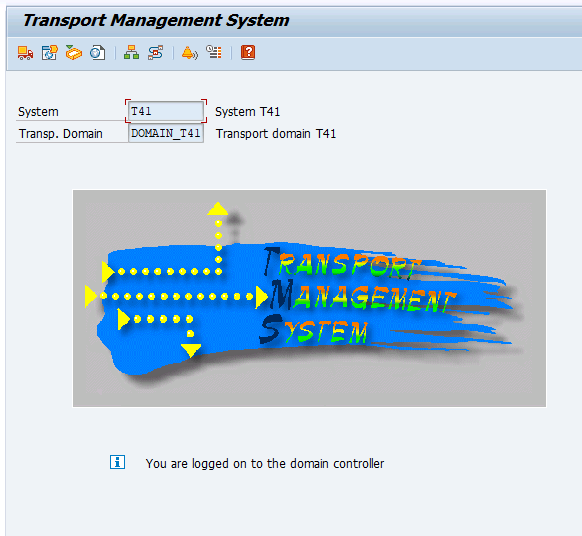 Transport Management System
System T41 System T41
Transp. Domain DOMAIN_T41 Transport domain T41
TRANSPORT
MANAGEMENT
SYSTEM
You are logged on to the domain controller